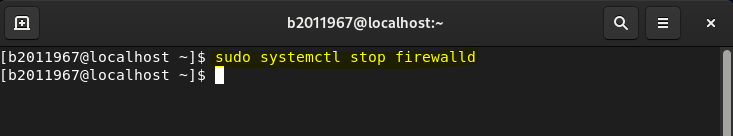 b2011967@localhost:~
[b2011967@localhost ~]$ sudo systemctl stop firewalld
[b2011967@localhost ~]$